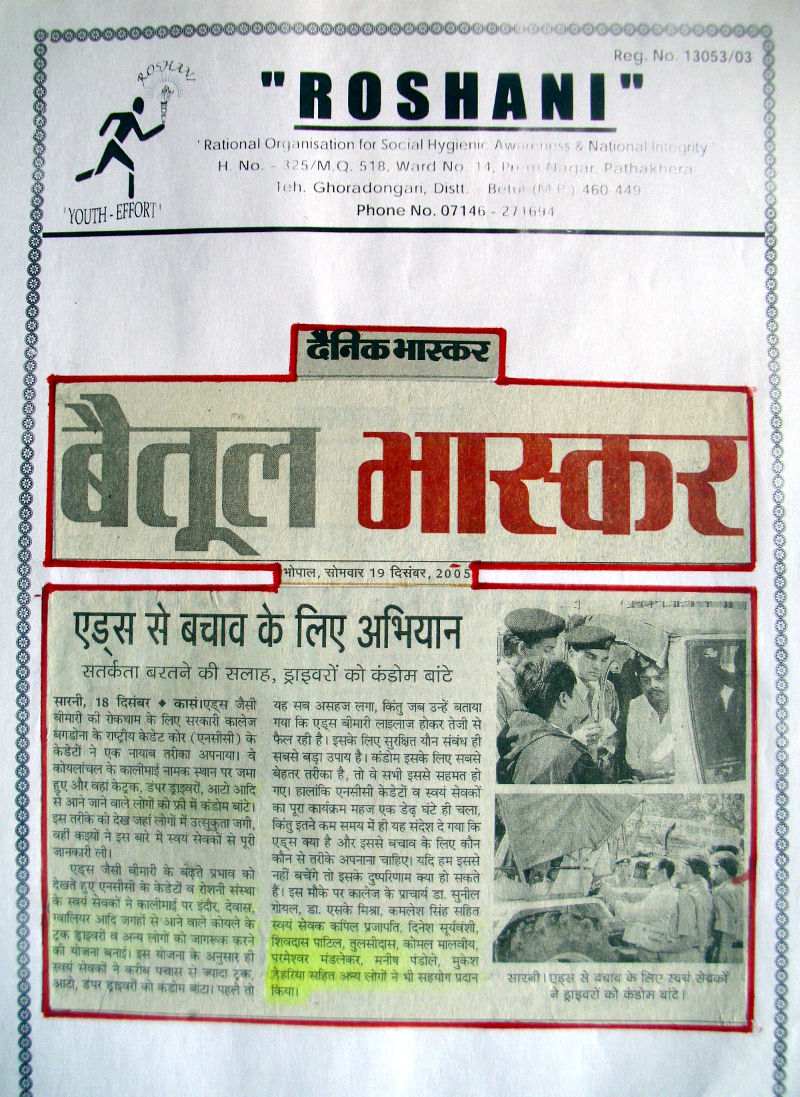 Reg. No. 13053/03
ROSHANI
"ROSHANI"
'Rational Organisation for Social Hygienic Awareness & National Integrity
H. No. - 325/M.Q. 518, Ward No. 14, Prem Nagar, Pathakhera
Teh. Ghoradongari, Distt. - Betul (M.P.) 460 449
'YOUTH - EFFORT'
Phone No. 07146 - 271694
दैनिक भास्कर
बैतूल भास्कर
भोपाल, सोमवार 19 दिसंबर, 2005
एड्स से बचाव के लिए अभियान
सतर्कता बरतने की सलाह, ड्राइवरों को कंडोम बांटे
सारनी, 18 दिसंबर ◆ कासं।एड्स जैसी
बीमारी की रोकथाम के लिए सरकारी कालेज
बगडोना के राष्ट्रीय कैडेट कोर (एनसीसी) के
केडेटों ने एक नायाब तरीका अपनाया। वे
कोयलांचल के कालीमाई नामक स्थान पर जमा
हुए और वहां केट्रक, डंपर ड्राइवरों, आटो आदि
से आने जाने वाले लोगों को फ्री में कंडोम बांटे।
इस तरीके को देख जहां लोगों में उत्सुकता जगी,
वहीं कइयों ने इस बारे में स्वयं सेवकों से पूरी
जानकारी ली।
एड्स जैसी बीमारी के बढ़ते प्रभाव को
देखते हुए एनसीसी के केडेटों व रोशनी संस्था
के स्वयं सेवकों ने कालीमाई पर इंदौर, देवास,
ग्वालियर आदि जगहों से आने वाले कोयले के
ट्रक ड्राइवरों व अन्य लोगों को जागरूक करने
की योजना बनाई। इस योजना के अनुसार ही
स्वयं सेवकों ने करीब पचास से ज्यादा ट्रक,
आटो, डंपर ड्राइवरों को कंडोम बांटा। पहले तो
यह सब असहज लगा, किंतु जब उन्हें बताया
गया कि एड्स बीमारी लाइलाज होकर तेजी से
फैल रही है। इसके लिए सुरक्षित यौन संबंध ही
सबसे बड़ा उपाय है। कंडोम इसके लिए सबसे
बेहतर तरीका है, तो वे सभी इससे सहमत हो
गए। हालांकि एनसीसी केडेटों व स्वयं सेवकों
का पूरा कार्यक्रम महज एक डेढ़ घंटे ही चला,
किंतु इतने कम समय में ही यह संदेश दे गया कि
एड्स क्या है और इससे बचाव के लिए कौन
कौन से तरीके अपनाना चाहिए। यदि हम इससे
नहीं बचेंगे तो इसके दुष्परिणाम क्या हो सकते
हैं। इस मौके पर कालेज के प्राचार्य डा. सुनील
गोयल, डा. एसके मिश्रा, कमलेश सिंह सहित
स्वयं सेवक कपिल प्रजापति, दिनेश सूर्यवंशी,
शिवदास पाटिल, तुलसीदास, कोमल मालवीय,
परमेश्वर मंडलेकर, मनीष पंडोले, मुकेश
डेहरिया सहित अन्य लोगों ने भी सहयोग प्रदान
किया।
सारनी। एड्स से बचाव के लिए स्वयं सेवकों
ने ड्राइवरों को कंडोम बांटे।